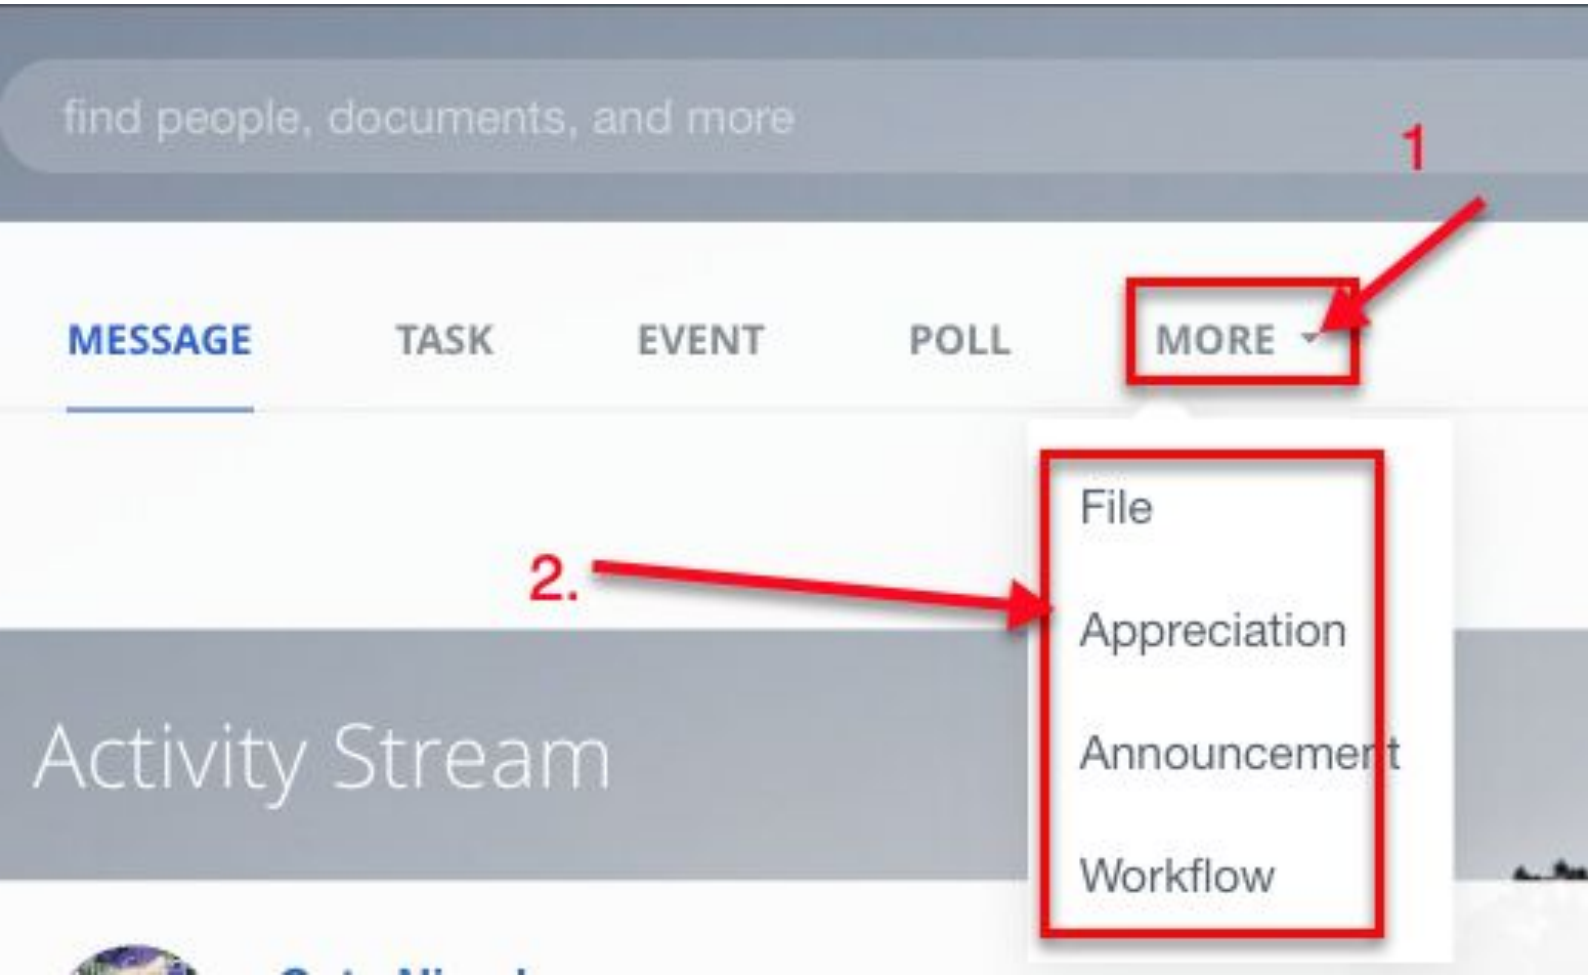 find people, documents, and more
1
MESSAGE TASK EVENT POLL MORE
File
2.
Appreciation
Activity Stream
Announcement
Workflow